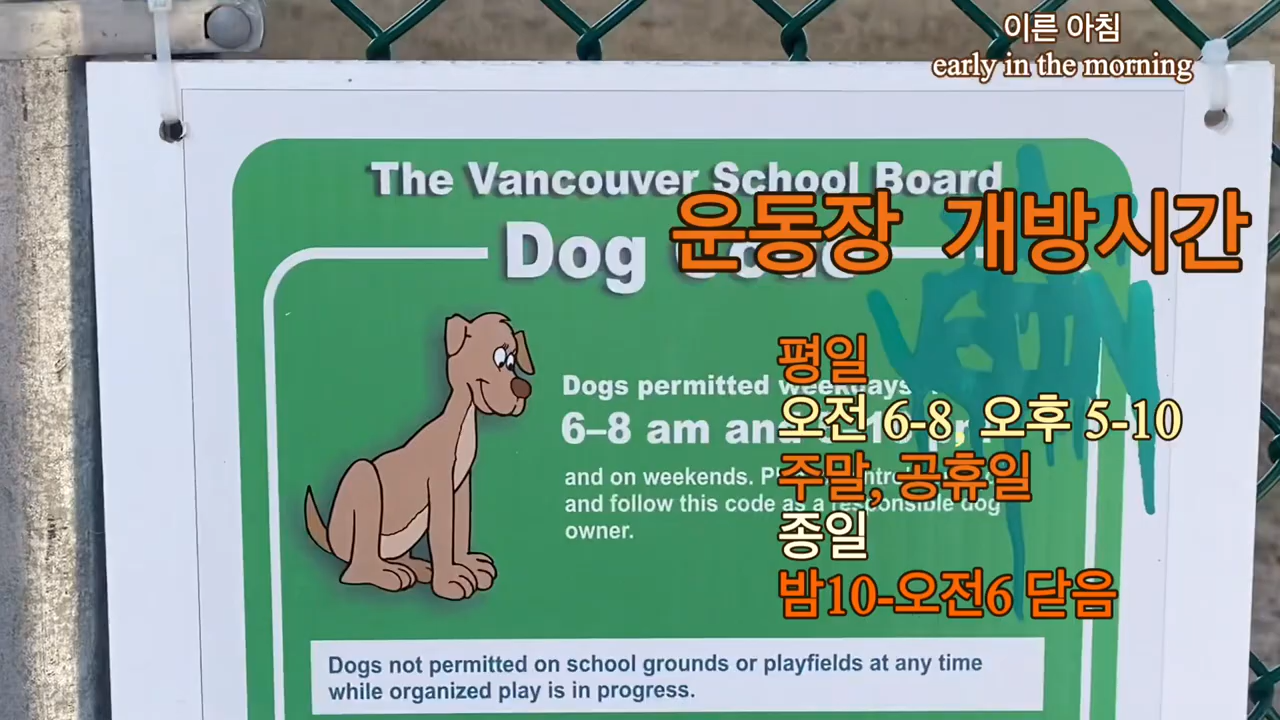 이른 아침
early in the morning
The Vancouver School Board
Dog
운동장 개방시간
평일
Dogs permitted weekdays
오전 6-8, 오후 5-10
6–8 am and
주말, 공휴일
and on weekends.
and follow this code as a responsible dog
owner.
종일
밤10-오전6 닫음
Dogs not permitted on school grounds or playfields at any time
while organized play is in progress.